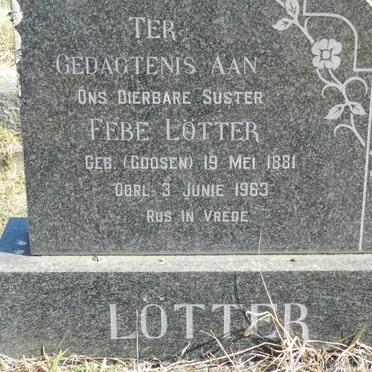 TER
GEDAGTENIS AAN
ONS DIERBARE SUSTER
FEBE LÖTTER
GEB. (GOOSEN) 19 MEI 1881
OORL. 3 JUNIE 1963
RUS IN VREDE.
LÖTTER